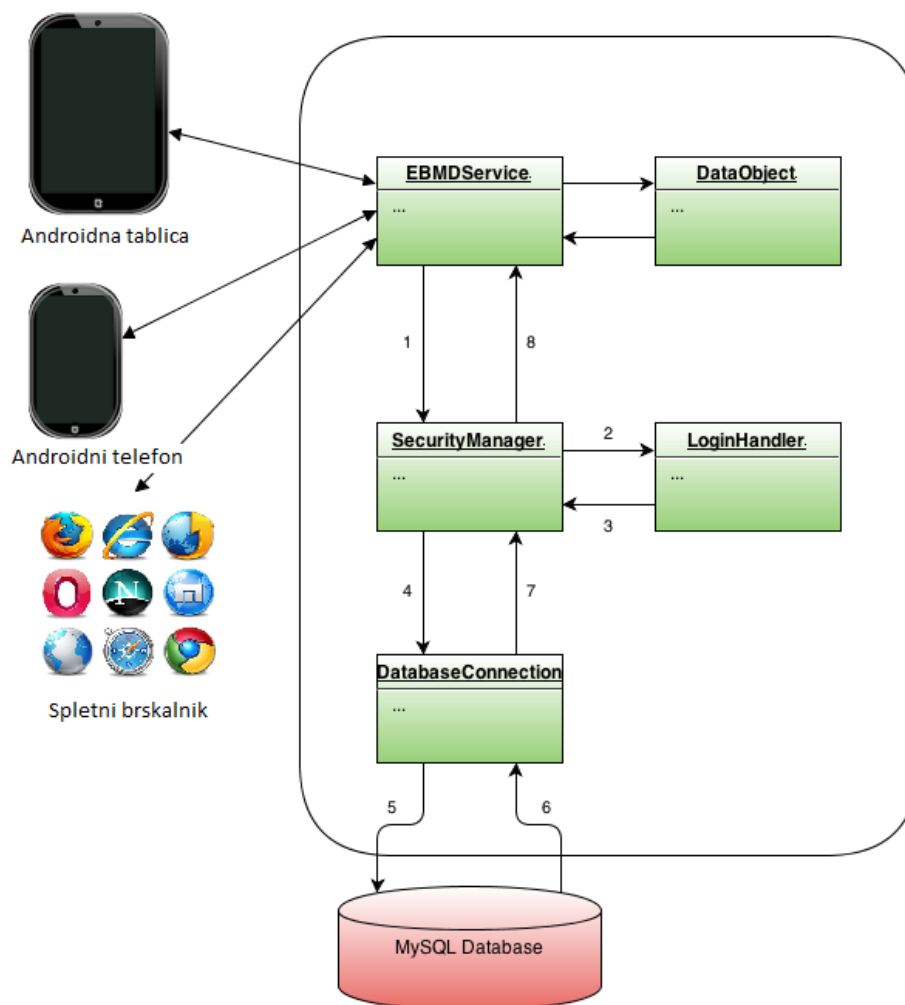 EBMDService
...
DataObject
...
Androidna tablica
1
8
SecurityManager
...
2
LoginHandler
...
3
Androidni telefon
4
7
DatabaseConnection
...
Spletni brskalnik
5
6
MySQL Database